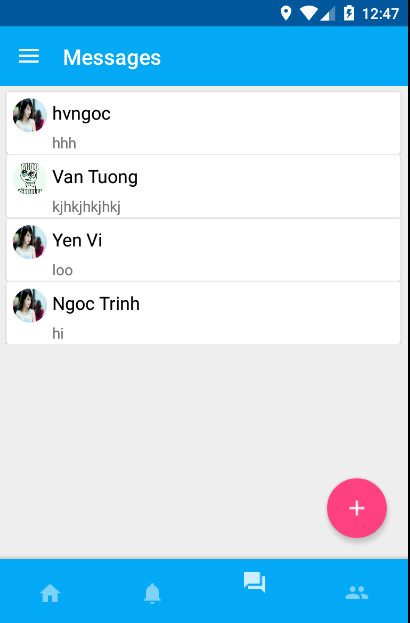 12:47
Messages
hvngoc
hhh
Van Tuong
kjhkjhkjhkj
Yen Vi
loo
Ngoc Trinh
hi